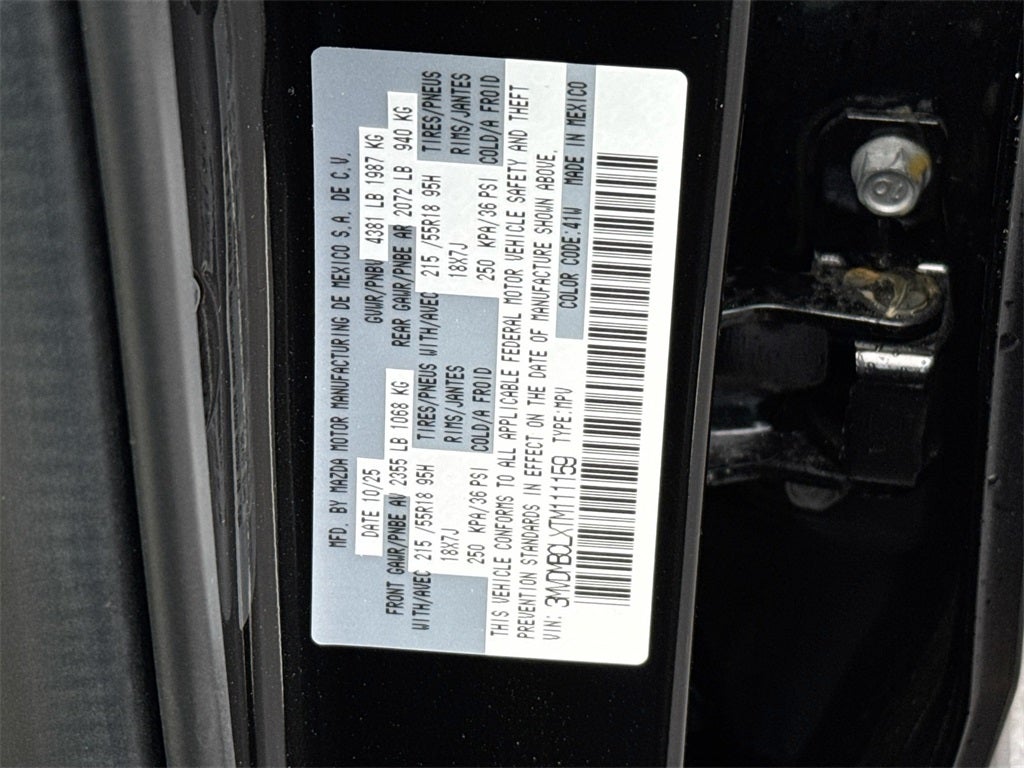 MFD. BY MAZDA MOTOR MANUFACTURING DE MEXICO S.A. DE C.V.
DATE 10/25 GVWR/PNBV 4381 LB 1987 KG
FRONT GAWR/PNBE AV 2355 LB 1068 KG REAR GAWR/PNBE AR 2072 LB 940 KG
WITH/AVEC 215 /55R18 95H TIRES/PNEUS WITH/AVEC 215 /55R18 95H TIRES/PNEUS
18X7J RIMS/JANTES 18X7J RIMS/JANTES
250 KPA/36 PSI COLD/A FROID 250 KPA/36 PSI COLD/A FROID
THIS VEHICLE CONFORMS TO ALL APPLICABLE FEDERAL MOTOR VEHICLE SAFETY AND THEFT
PREVENTION STANDARDS IN EFFECT ON THE DATE OF MANUFACTURE SHOWN ABOVE.
VIN: 3MVDMBCLXTM111159 TYPE:MPV COLOR CODE:41W MADE IN MEXICO